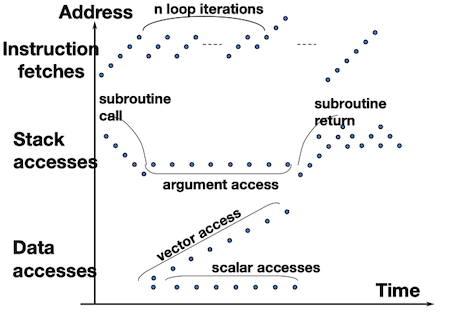 Address
n loop iterations
Instruction
fetches
subroutine
call
subroutine
return
Stack
accesses
argument access
vector access
Data
accesses
scalar accesses
Time